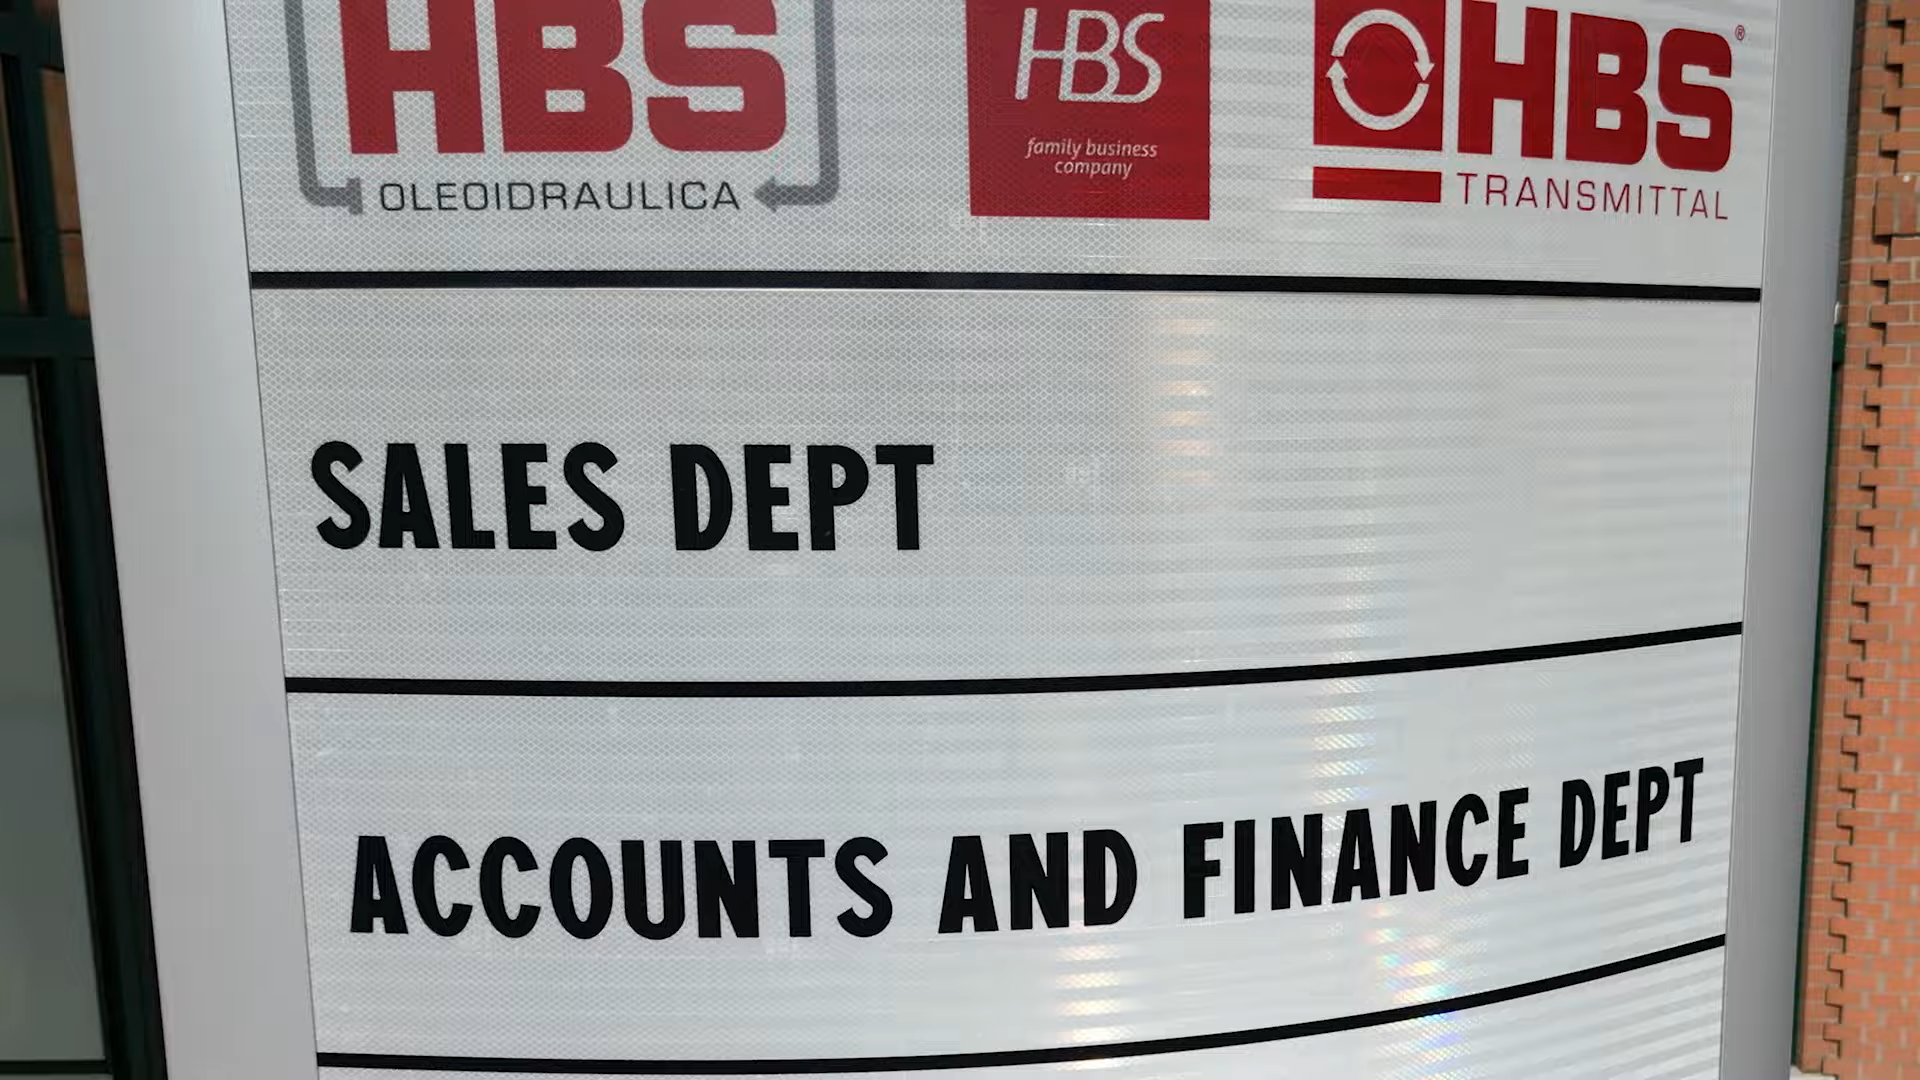 HBS
OLEOIDRAULICA
HBS
family business
company
HBS®
TRANSMITTAL
SALES DEPT
ACCOUNTS AND FINANCE DEPT